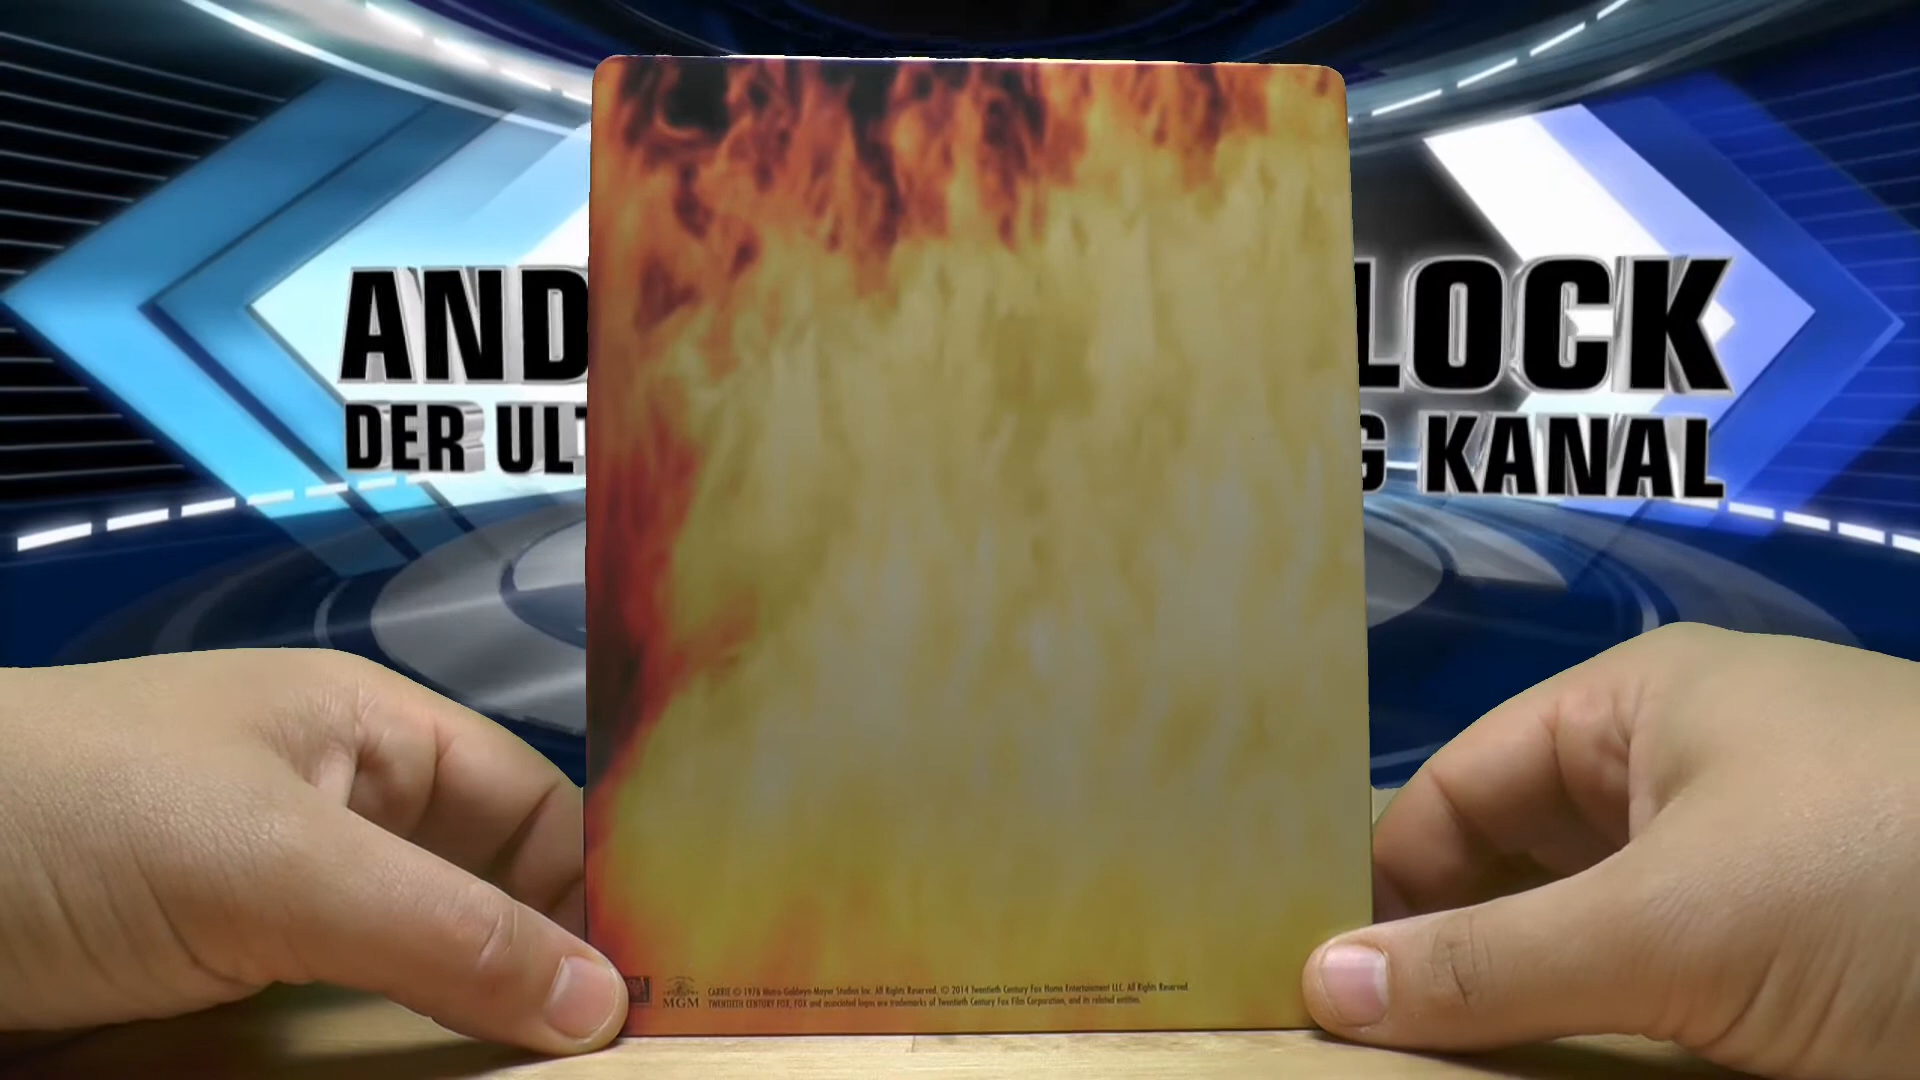 AND
LOCK
DER ULT
G KANAL
MGM
CARRIE © 1976 Metro-Goldwyn-Mayer Studios Inc. All Rights Reserved. © 2014 Twentieth Century Fox Home Entertainment LLC. All Rights Reserved.
TWENTIETH CENTURY FOX, FOX and associated logos are trademarks of Twentieth Century Fox Film Corporation, and its related entities.